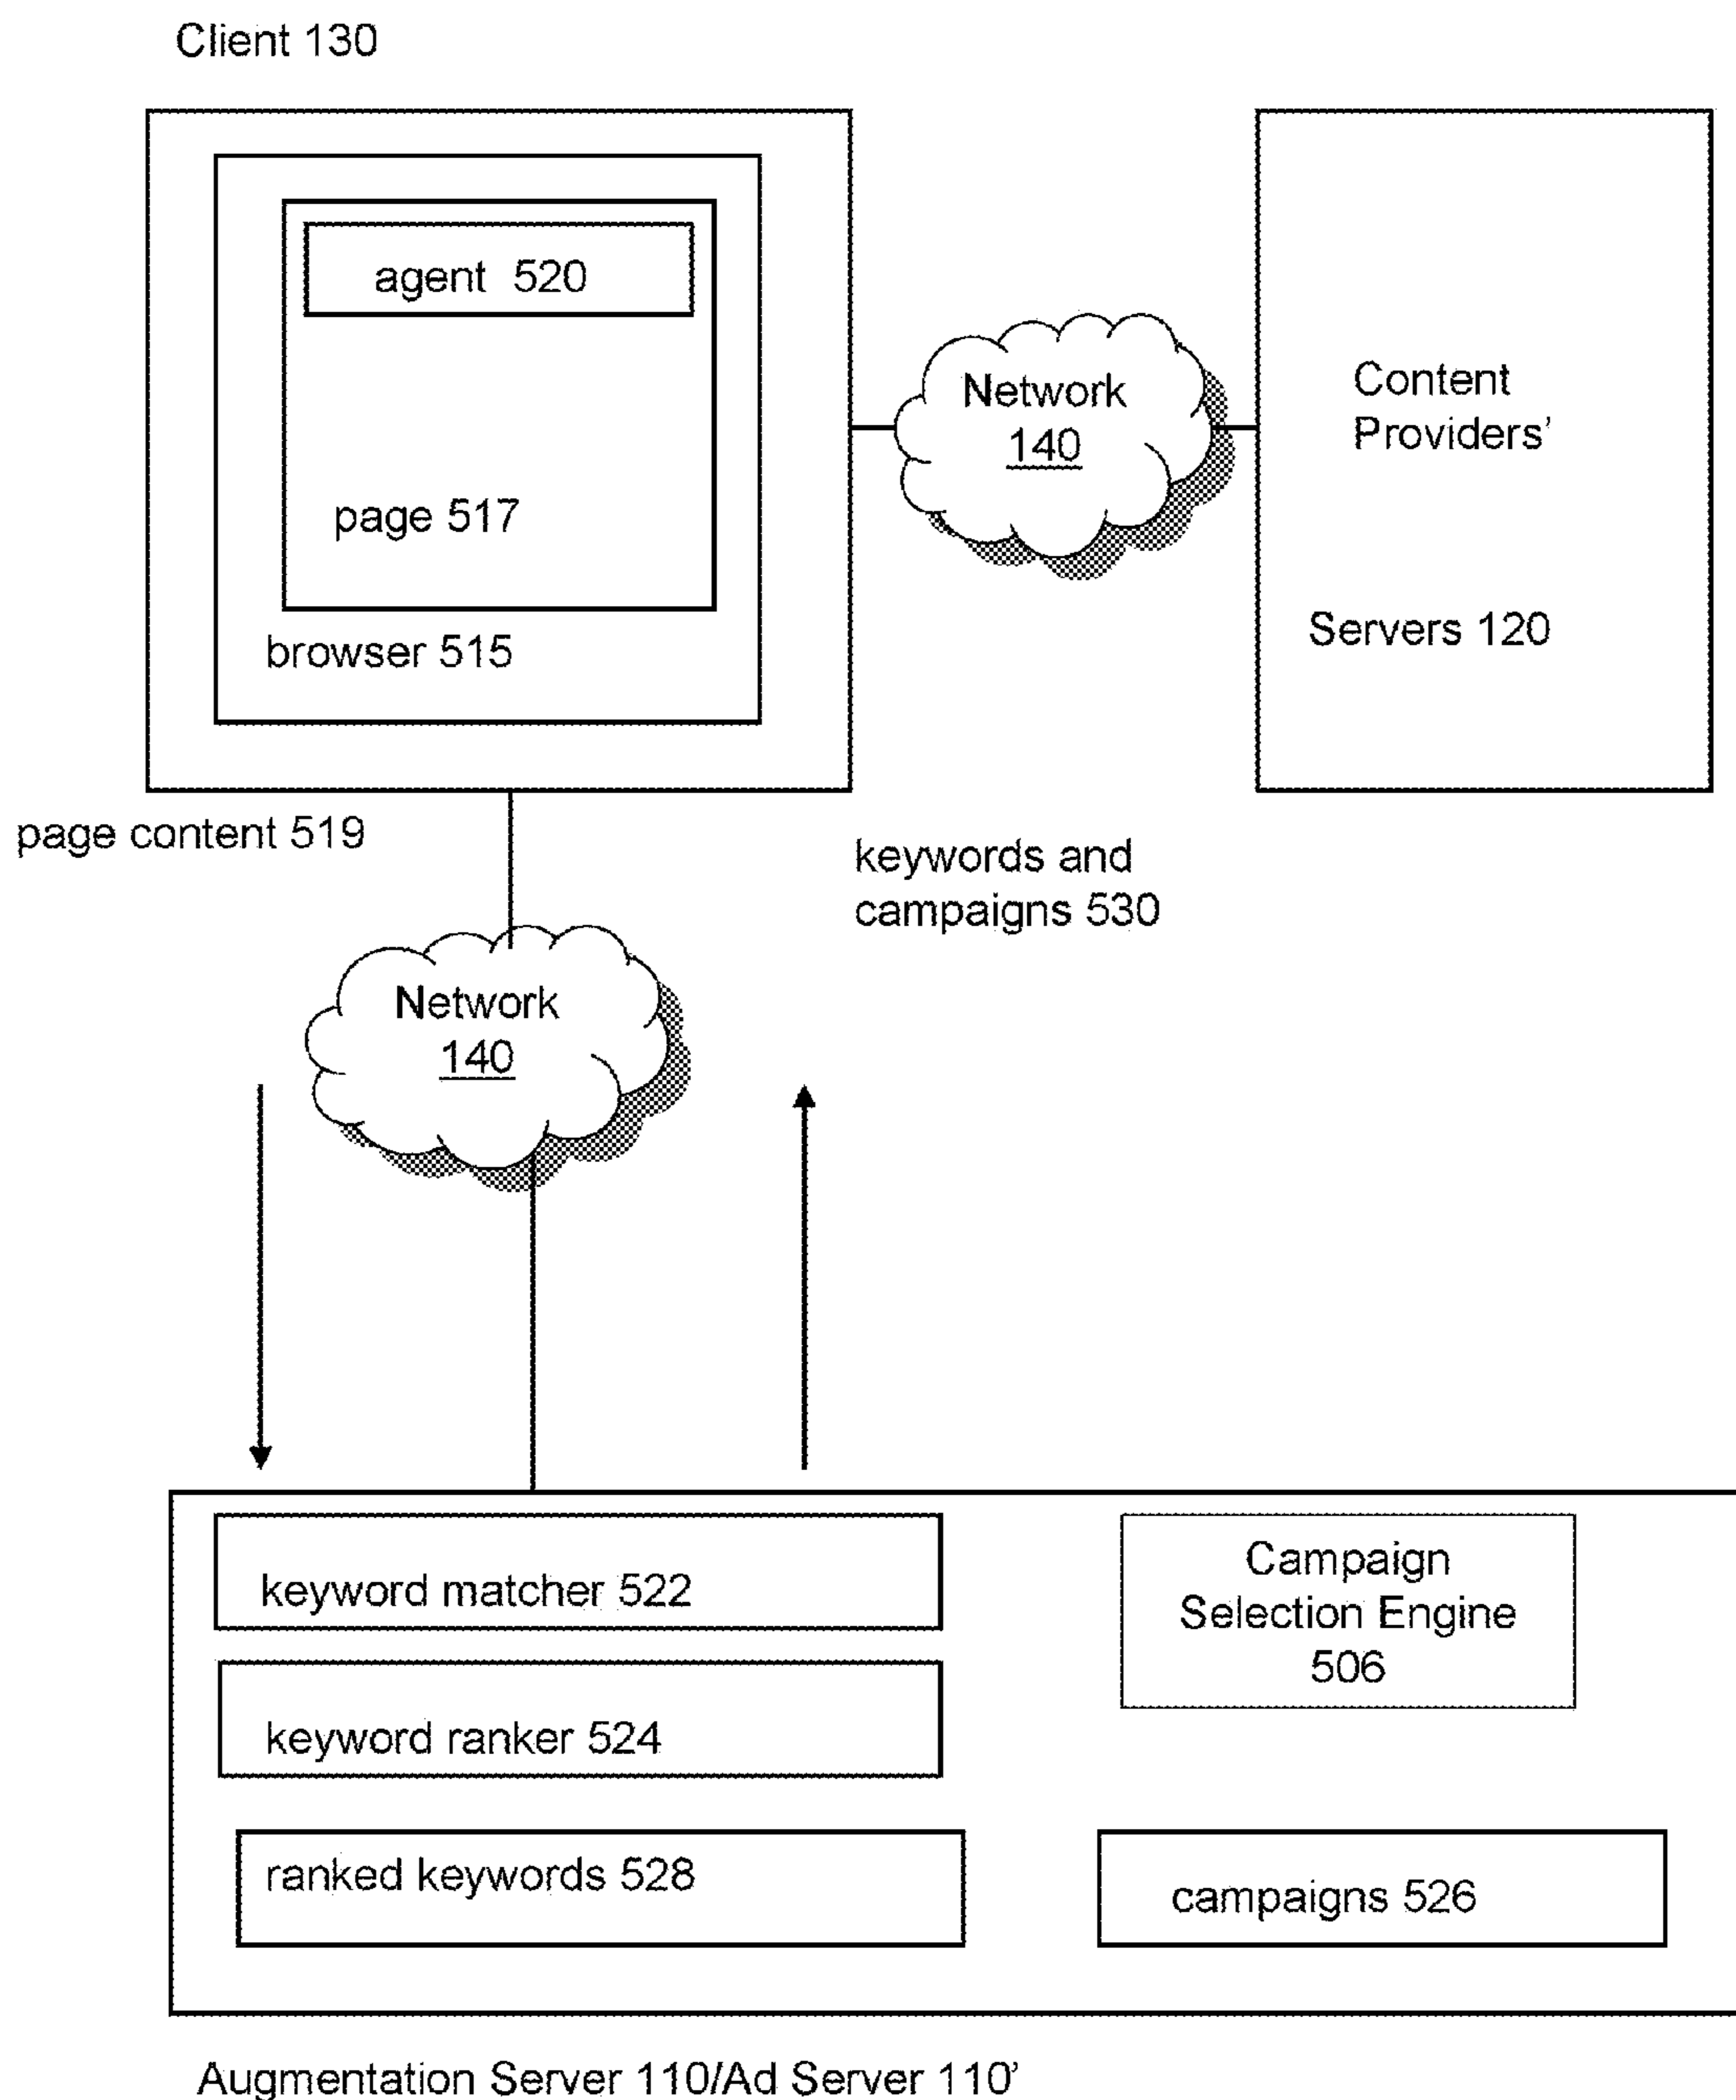 Client 130
agent 520
page 517
browser 515
Network
140
Content
Providers'
Servers 120
page content 519
keywords and
campaigns 530
Network
140
keyword matcher 522
keyword ranker 524
ranked keywords 528
Campaign
Selection Engine
506
campaigns 526
Augmentation Server 110/Ad Server 110'